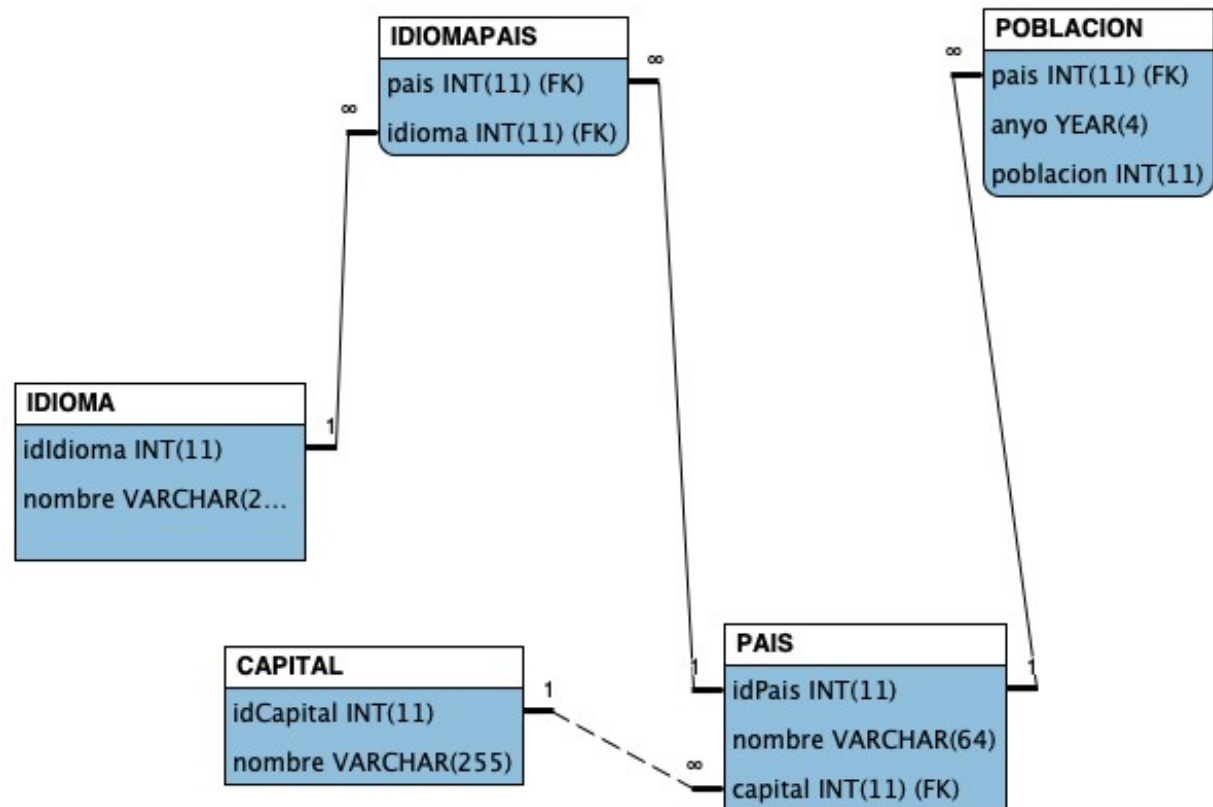 IDIOMAPAIS
pais INT(11) (FK)
idioma INT(11) (FK)
∞
∞
POBLACION
pais INT(11) (FK)
anyo YEAR(4)
poblacion INT(11)
∞
IDIOMA
idIdioma INT(11)
nombre VARCHAR(2...
1
CAPITAL
idCapital INT(11)
nombre VARCHAR(255)
1
PAIS
idPais INT(11)
nombre VARCHAR(64)
capital INT(11) (FK)
1
1
∞